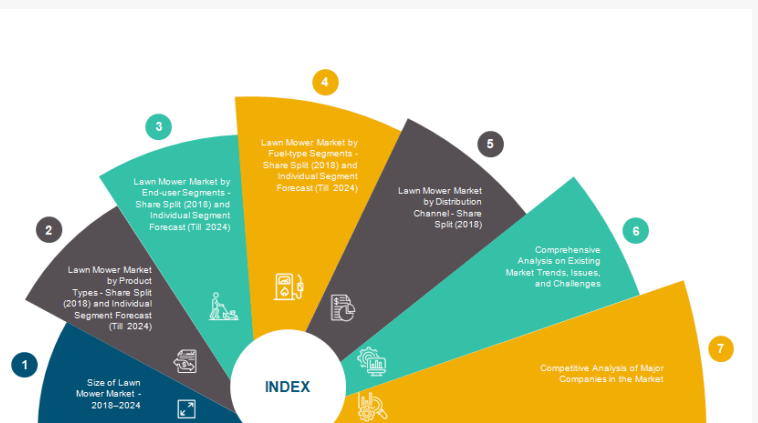 1
Size of Lawn
Mower Market -
2018–2024
2
Lawn Mower Market
by Product
Types - Share Split
(2018) and Individual
Segment Forecast
(Till 2024)
3
Lawn Mower Market by
End-user Segments -
Share Split (2018) and
Individual Segment
Forecast (Till 2024)
4
Lawn Mower Market by
Fuel-type Segments -
Share Split (2018) and
Individual Segment
Forecast (Till 2024)
5
Lawn Mower Market
by Distribution
Channel - Share
Split (2018)
6
Comprehensive
Analysis on Existing
Market Trends, Issues,
and Challenges
7
Competitive Analysis of Major
Companies in the Market
INDEX